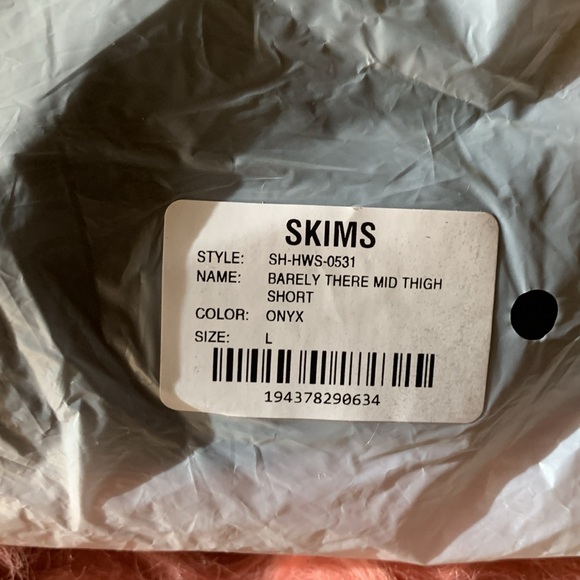 SKIMS
STYLE: SH-HWS-0531
NAME: BARELY THERE MID THIGH
SHORT
COLOR: ONYX
SIZE: L
194378290634